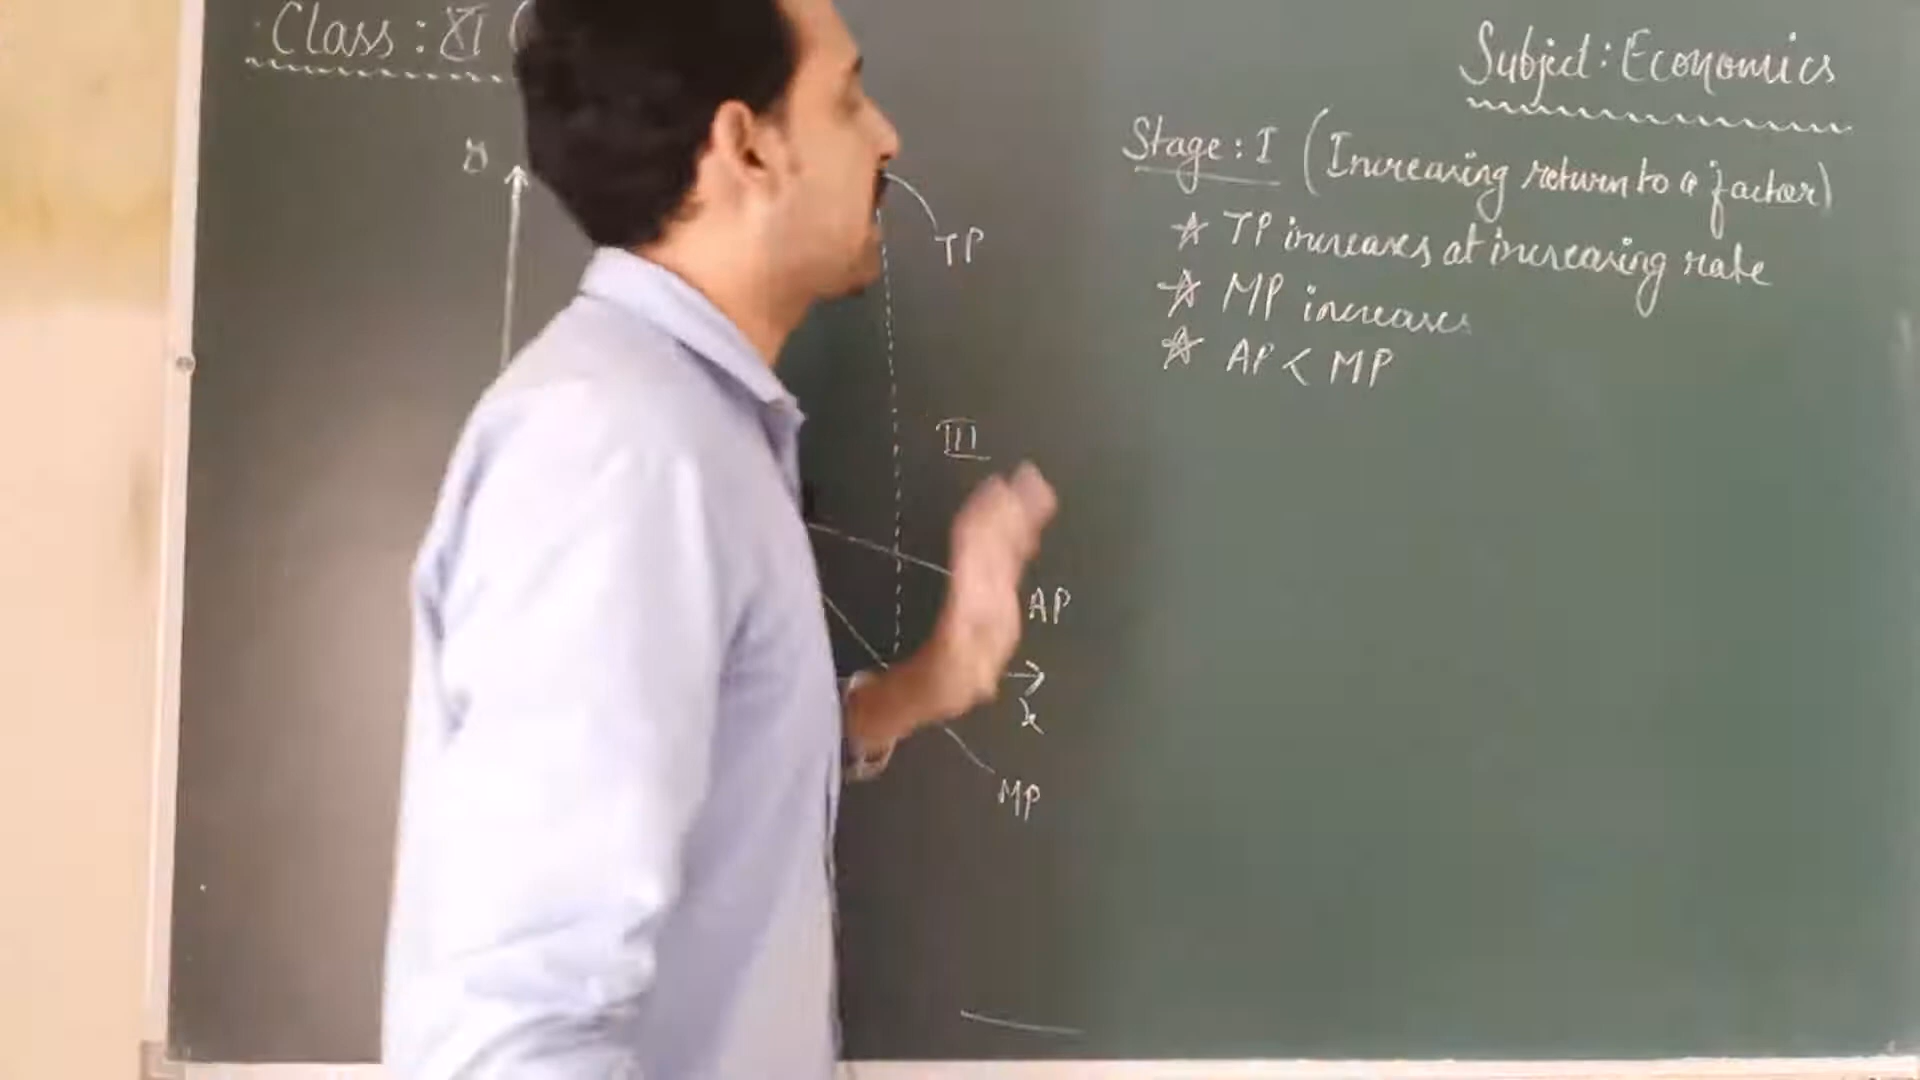 Class : XI (
Subject : Economics
Stage : I (Increasing return to a factor)
☆ TP increases at increasing rate
☆ MP increases
☆ AP < MP
TP
III
AP
x
MP